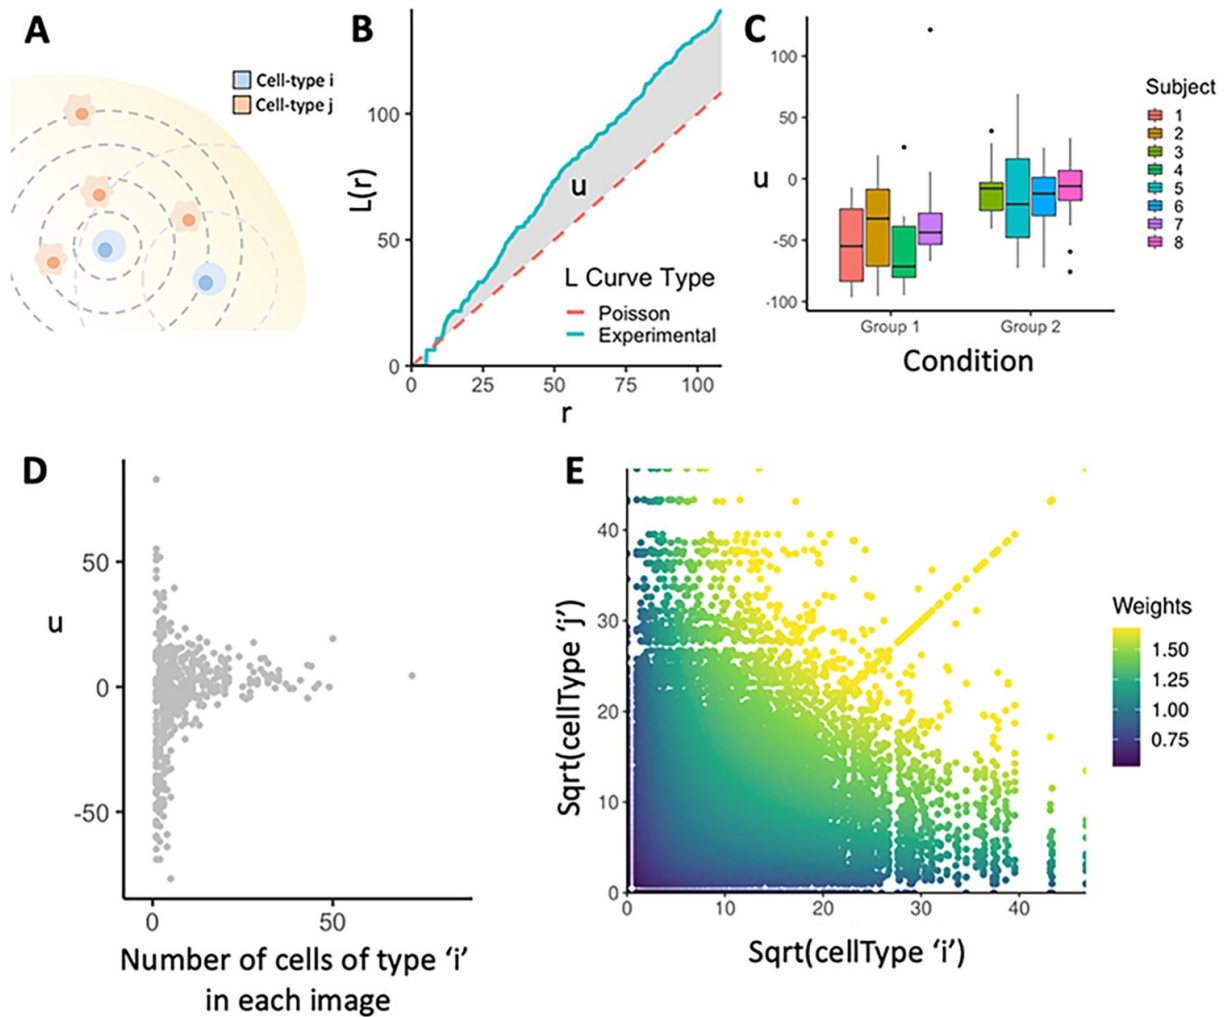 A
Cell-type i
Cell-type j
B
L(r)
100
50
0
0 25 50 75 100
r
u
L Curve Type
Poisson
Experimental
C
u
100
50
0
-50
-100
Group 1 Group 2
Condition
Subject
1
2
3
4
5
6
7
8
D
u
50
0
-50
0 50
Number of cells of type ‘i’
in each image
E
Sqrt(cellType ‘j’)
40
30
20
10
0
0 10 20 30 40
Sqrt(cellType ‘i’)
Weights
1.50
1.25
1.00
0.75